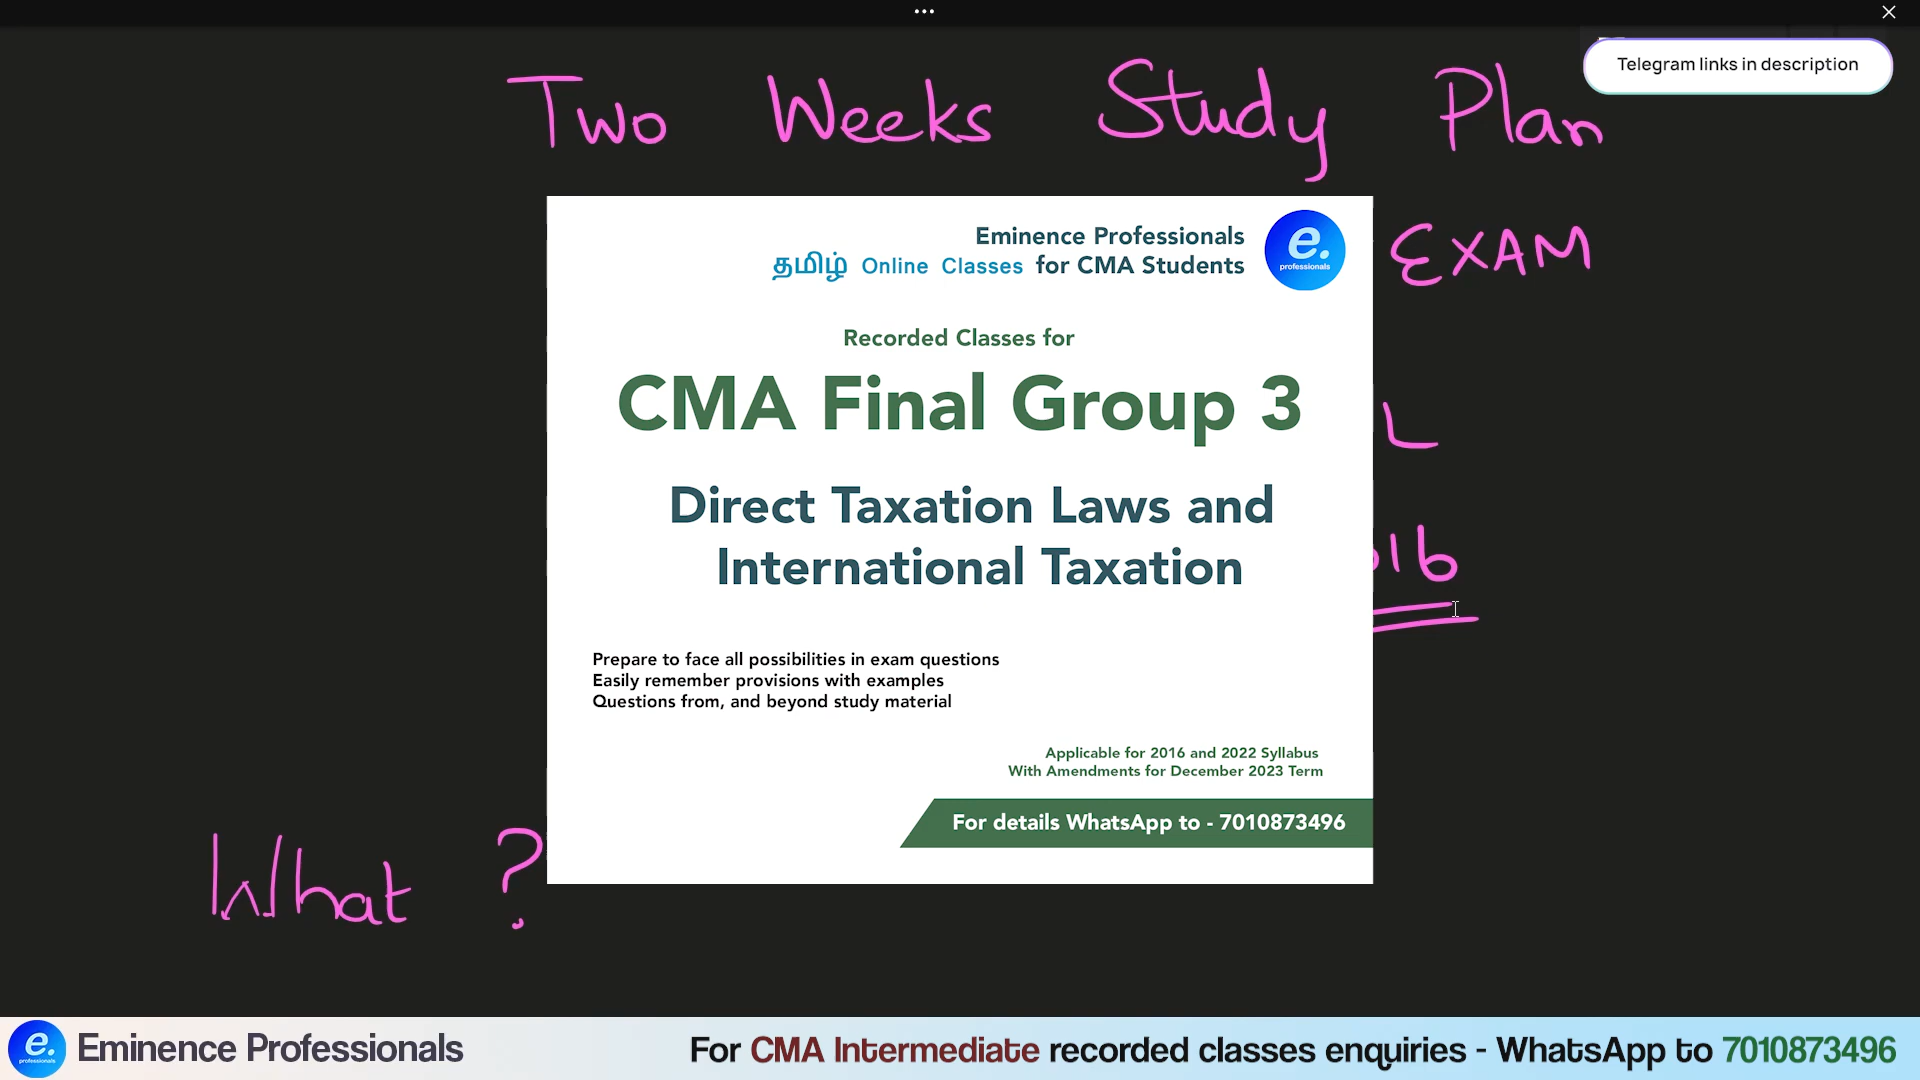 Telegram links in description
Two Weeks Study Plan
EXAM
Eminence Professionals
தமிழ் Online Classes for CMA Students
e.
professionals
Recorded Classes for
CMA Final Group 3
L
Direct Taxation Laws and
International Taxation
016
Prepare to face all possibilities in exam questions
Easily remember provisions with examples
Questions from, and beyond study material
Applicable for 2016 and 2022 Syllabus
With Amendments for December 2023 Term
For details WhatsApp to - 7010873496
What ?
e.
professionals
Eminence Professionals
For CMA Intermediate recorded classes enquiries - WhatsApp to 7010873496